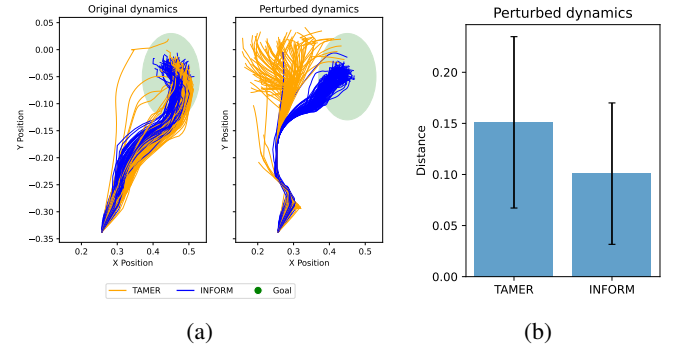 Original dynamics
Perturbed dynamics
Y Position
0.05
0.00
−0.05
−0.10
−0.15
−0.20
−0.25
−0.30
−0.35
0.2 0.3 0.4 0.5
X Position
Y Position
0.2 0.3 0.4 0.5
X Position
TAMER INFORM Goal
(a)
Perturbed dynamics
Distance
0.20
0.15
0.10
0.05
0.00
TAMER INFORM
(b)